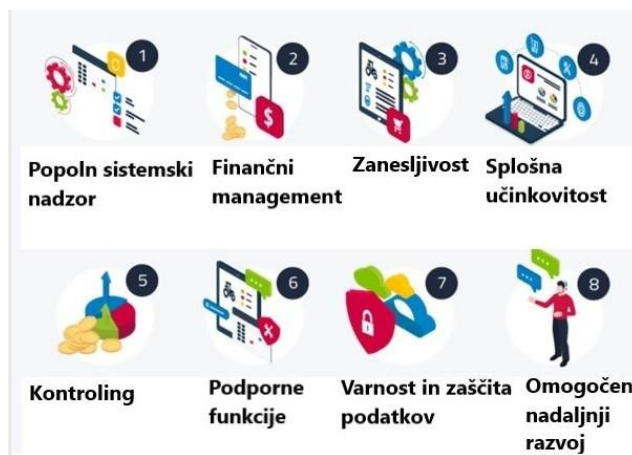 1
Popoln sistemski
nadzor
2
Finančni
management
3
Zanesljivost
4
Splošna
učinkovitost
5
Kontroling
6
Podporne
funkcije
7
Varnost in zaščita
podatkov
8
Omogočen
nadaljnji
razvoj